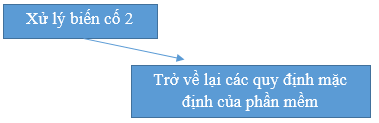 Xử lý biến cố 2
Trở về lại các quy định mặc
định của phần mềm